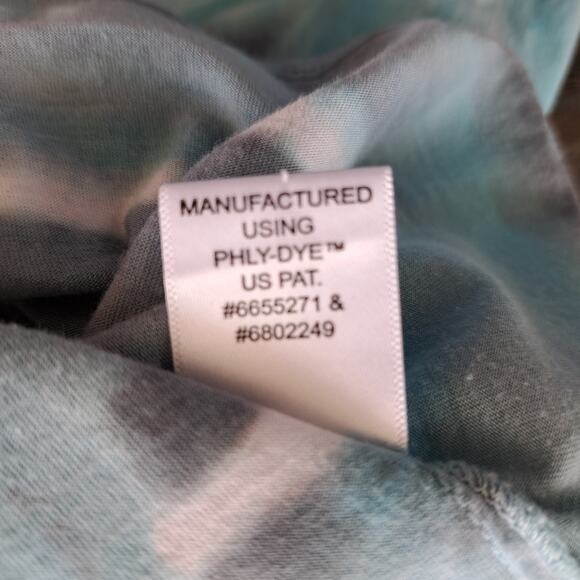 MANUFACTURED
USING
PHLY-DYE™
US PAT.
#6655271 &
#6802249